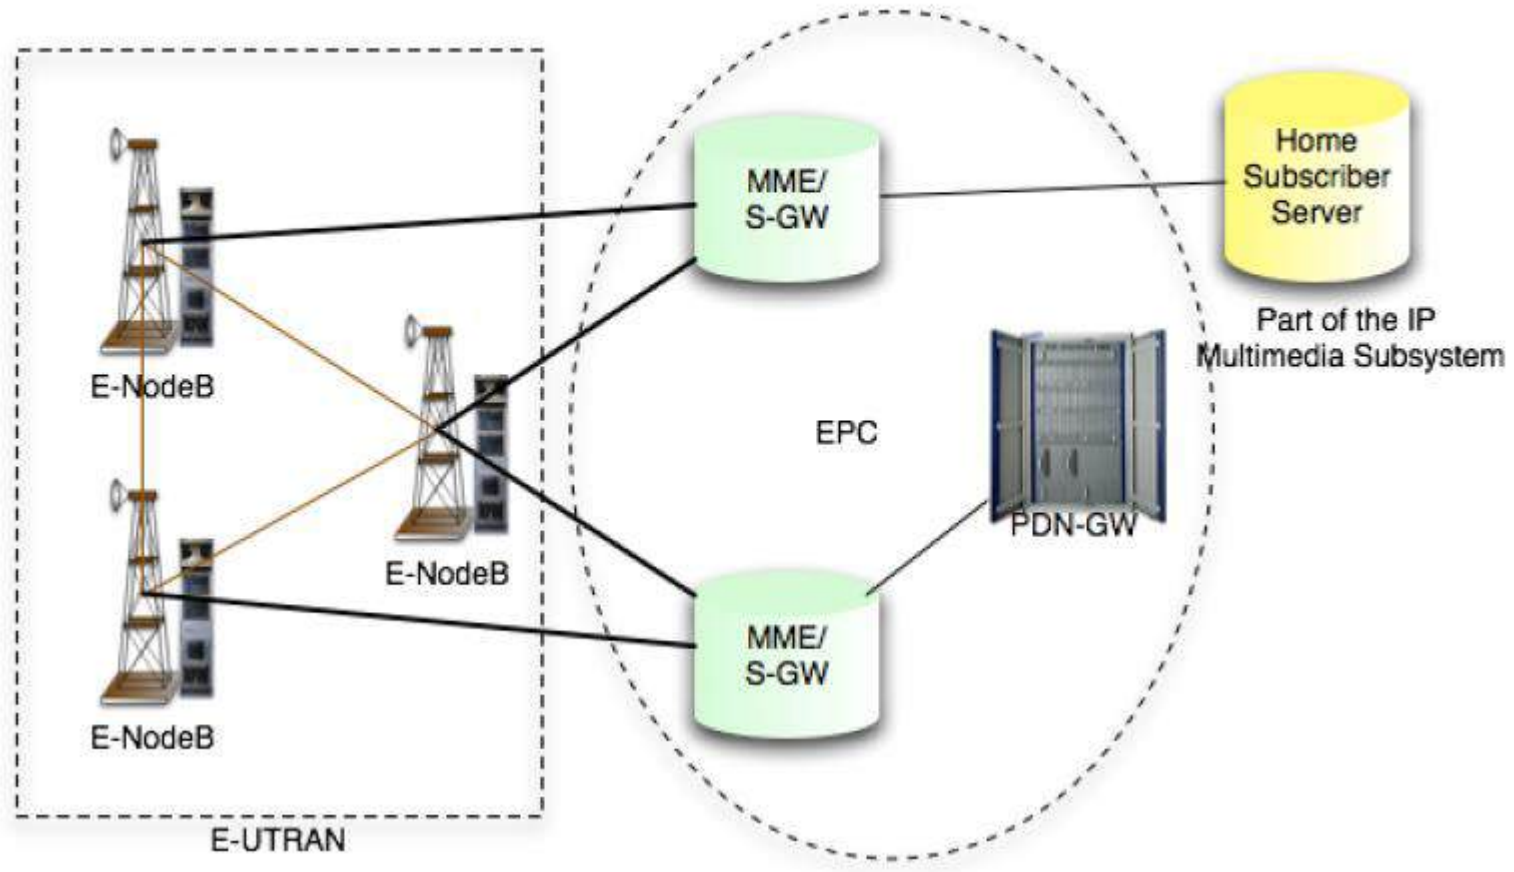 MME/
S-GW
Home
Subscriber
Server
Part of the IP
Multimedia Subsystem
E-NodeB
EPC
PDN-GW
E-NodeB
MME/
S-GW
E-NodeB
E-UTRAN